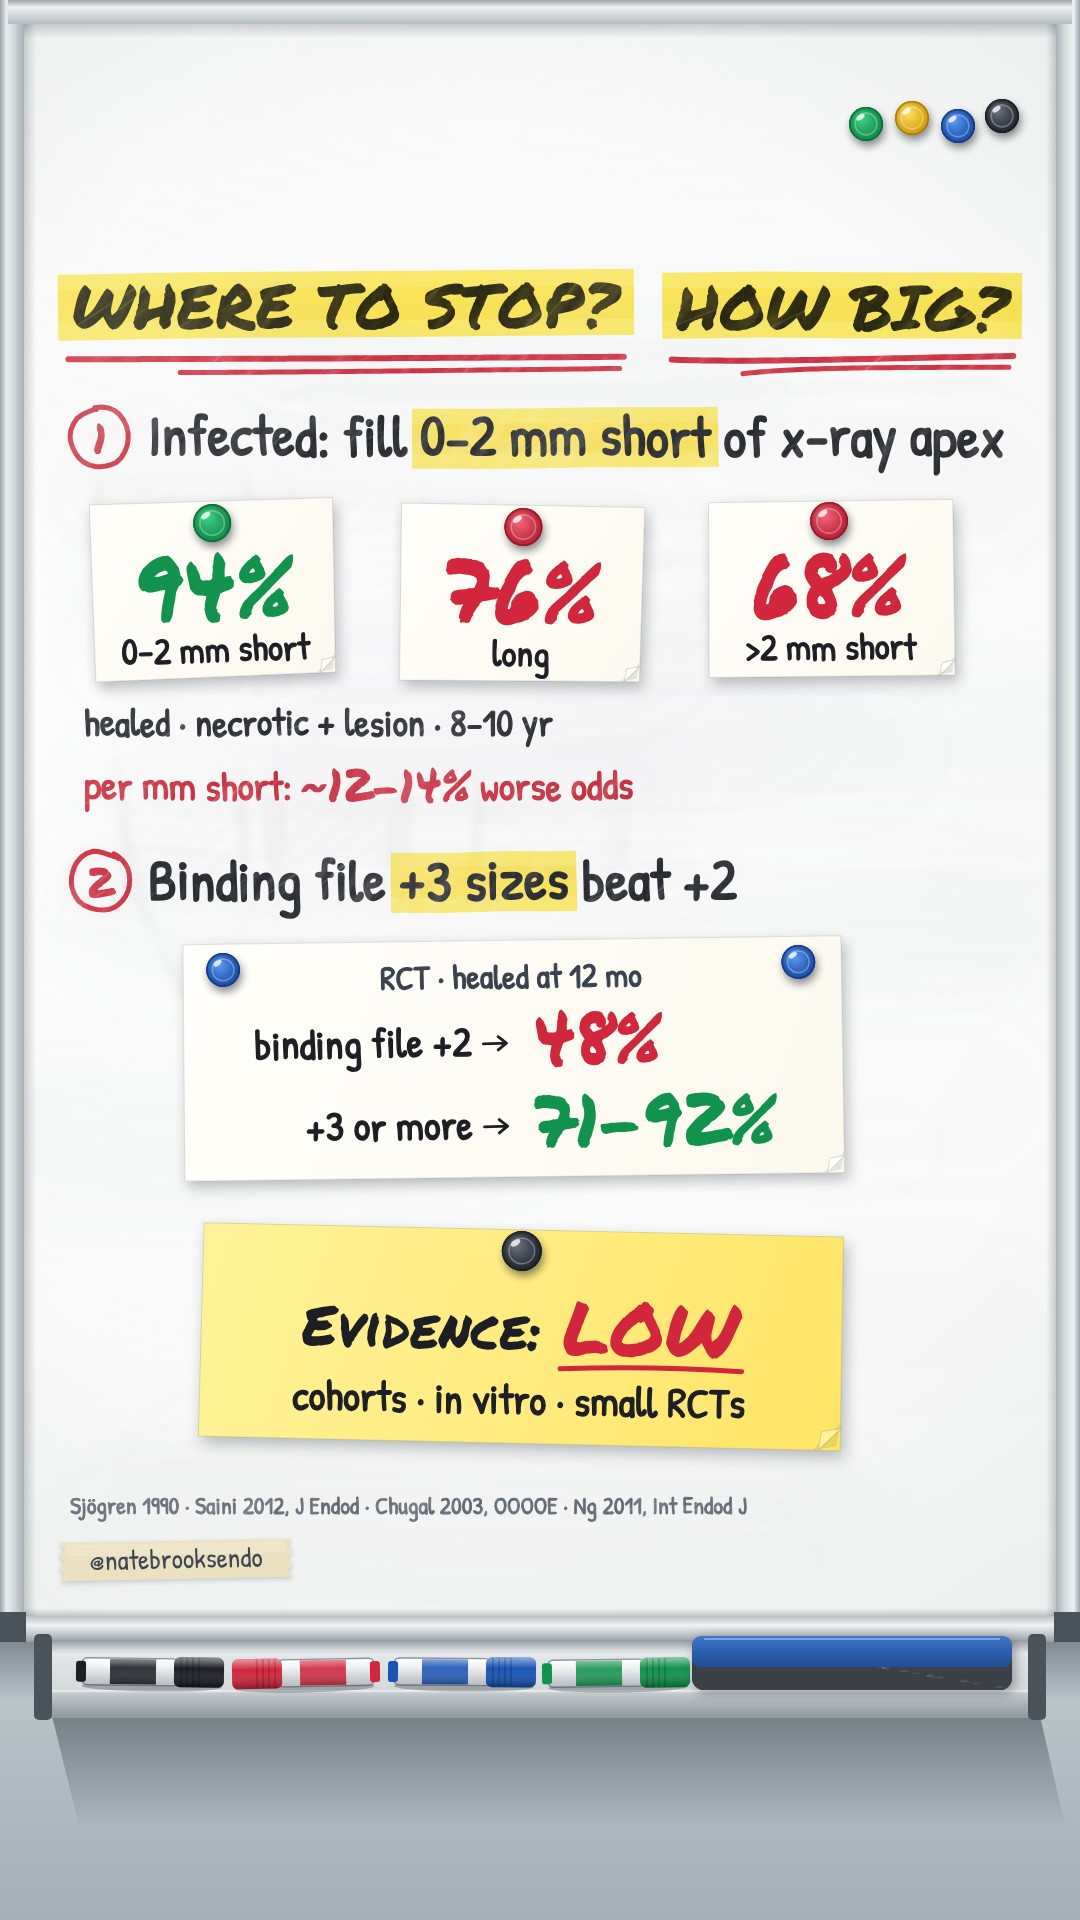 WHERE TO STOP? HOW BIG?
1 Infected: fill 0–2 mm short of x-ray apex
94% 76% 68%
0–2 mm short long >2 mm short
healed · necrotic + lesion · 8–10 yr
per mm short: ~12–14% worse odds
2 Binding file +3 sizes beat +2
RCT · healed at 12 mo
binding file +2 → 48%
+3 or more → 71–92%
EVIDENCE: LOW
cohorts · in vitro · small RCTs
Sjögren 1990 · Saini 2012, J Endod · Chugal 2003, OOOOE · Ng 2011, Int Endod J
@natebrooksendo